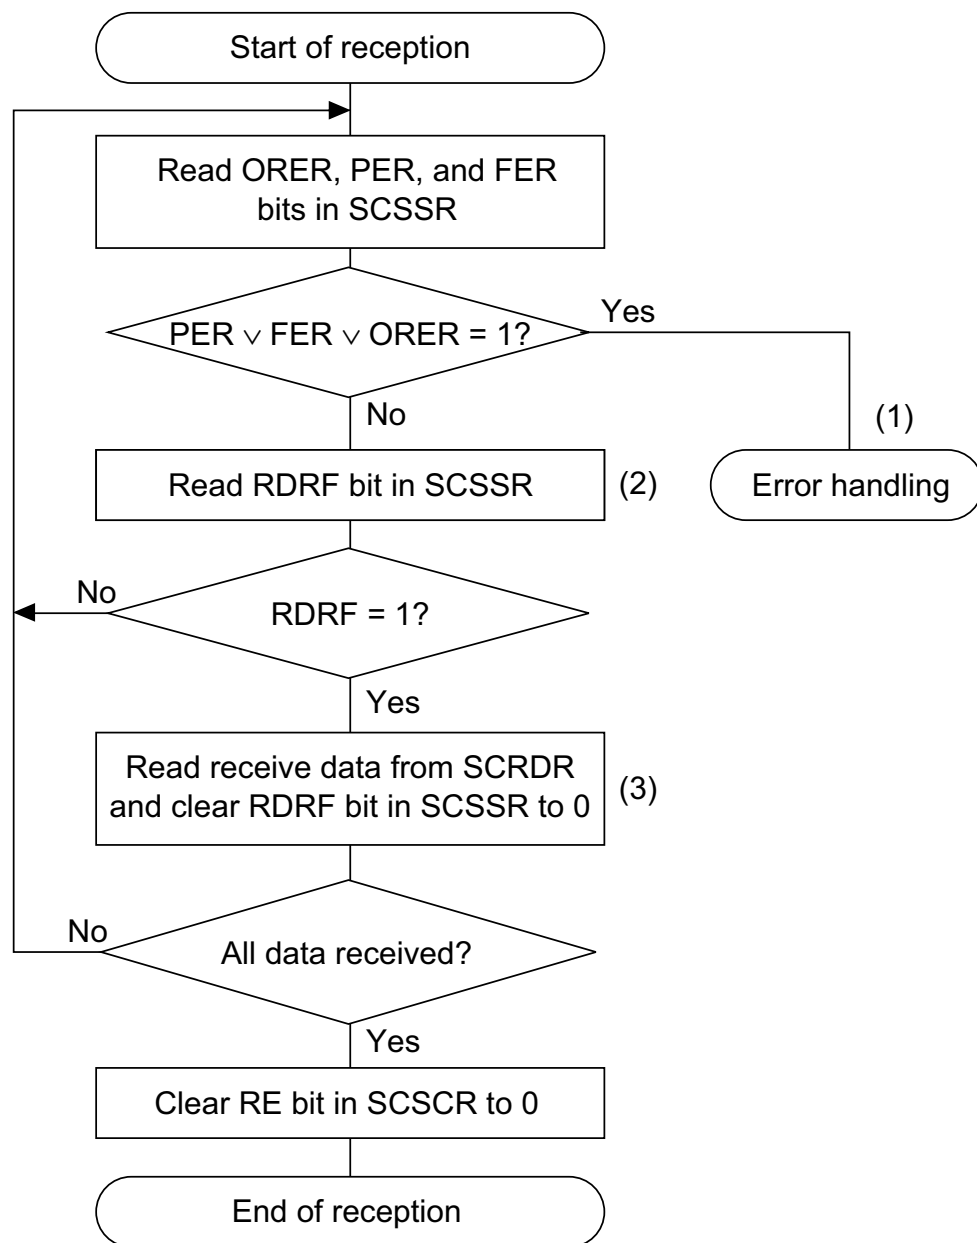 Start of reception
Read ORER, PER, and FER
bits in SCSSR
PER ∨ FER ∨ ORER = 1?
Yes
No
(1)
Error handling
Read RDRF bit in SCSSR
(2)
RDRF = 1?
No
Yes
Read receive data from SCRDR
and clear RDRF bit in SCSSR to 0
(3)
All data received?
No
Yes
Clear RE bit in SCSCR to 0
End of reception